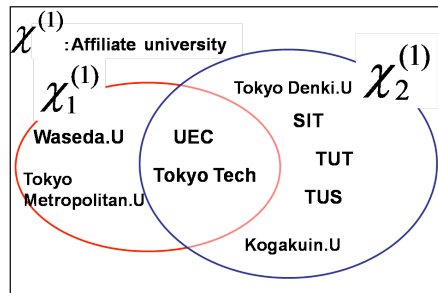 χ^(1) :Affiliate university
χ_1^(1)
χ_2^(1)
Tokyo Denki.U
SIT
Waseda.U
UEC
TUT
Tokyo Tech
Tokyo
Metropolitan.U
TUS
Kogakuin.U